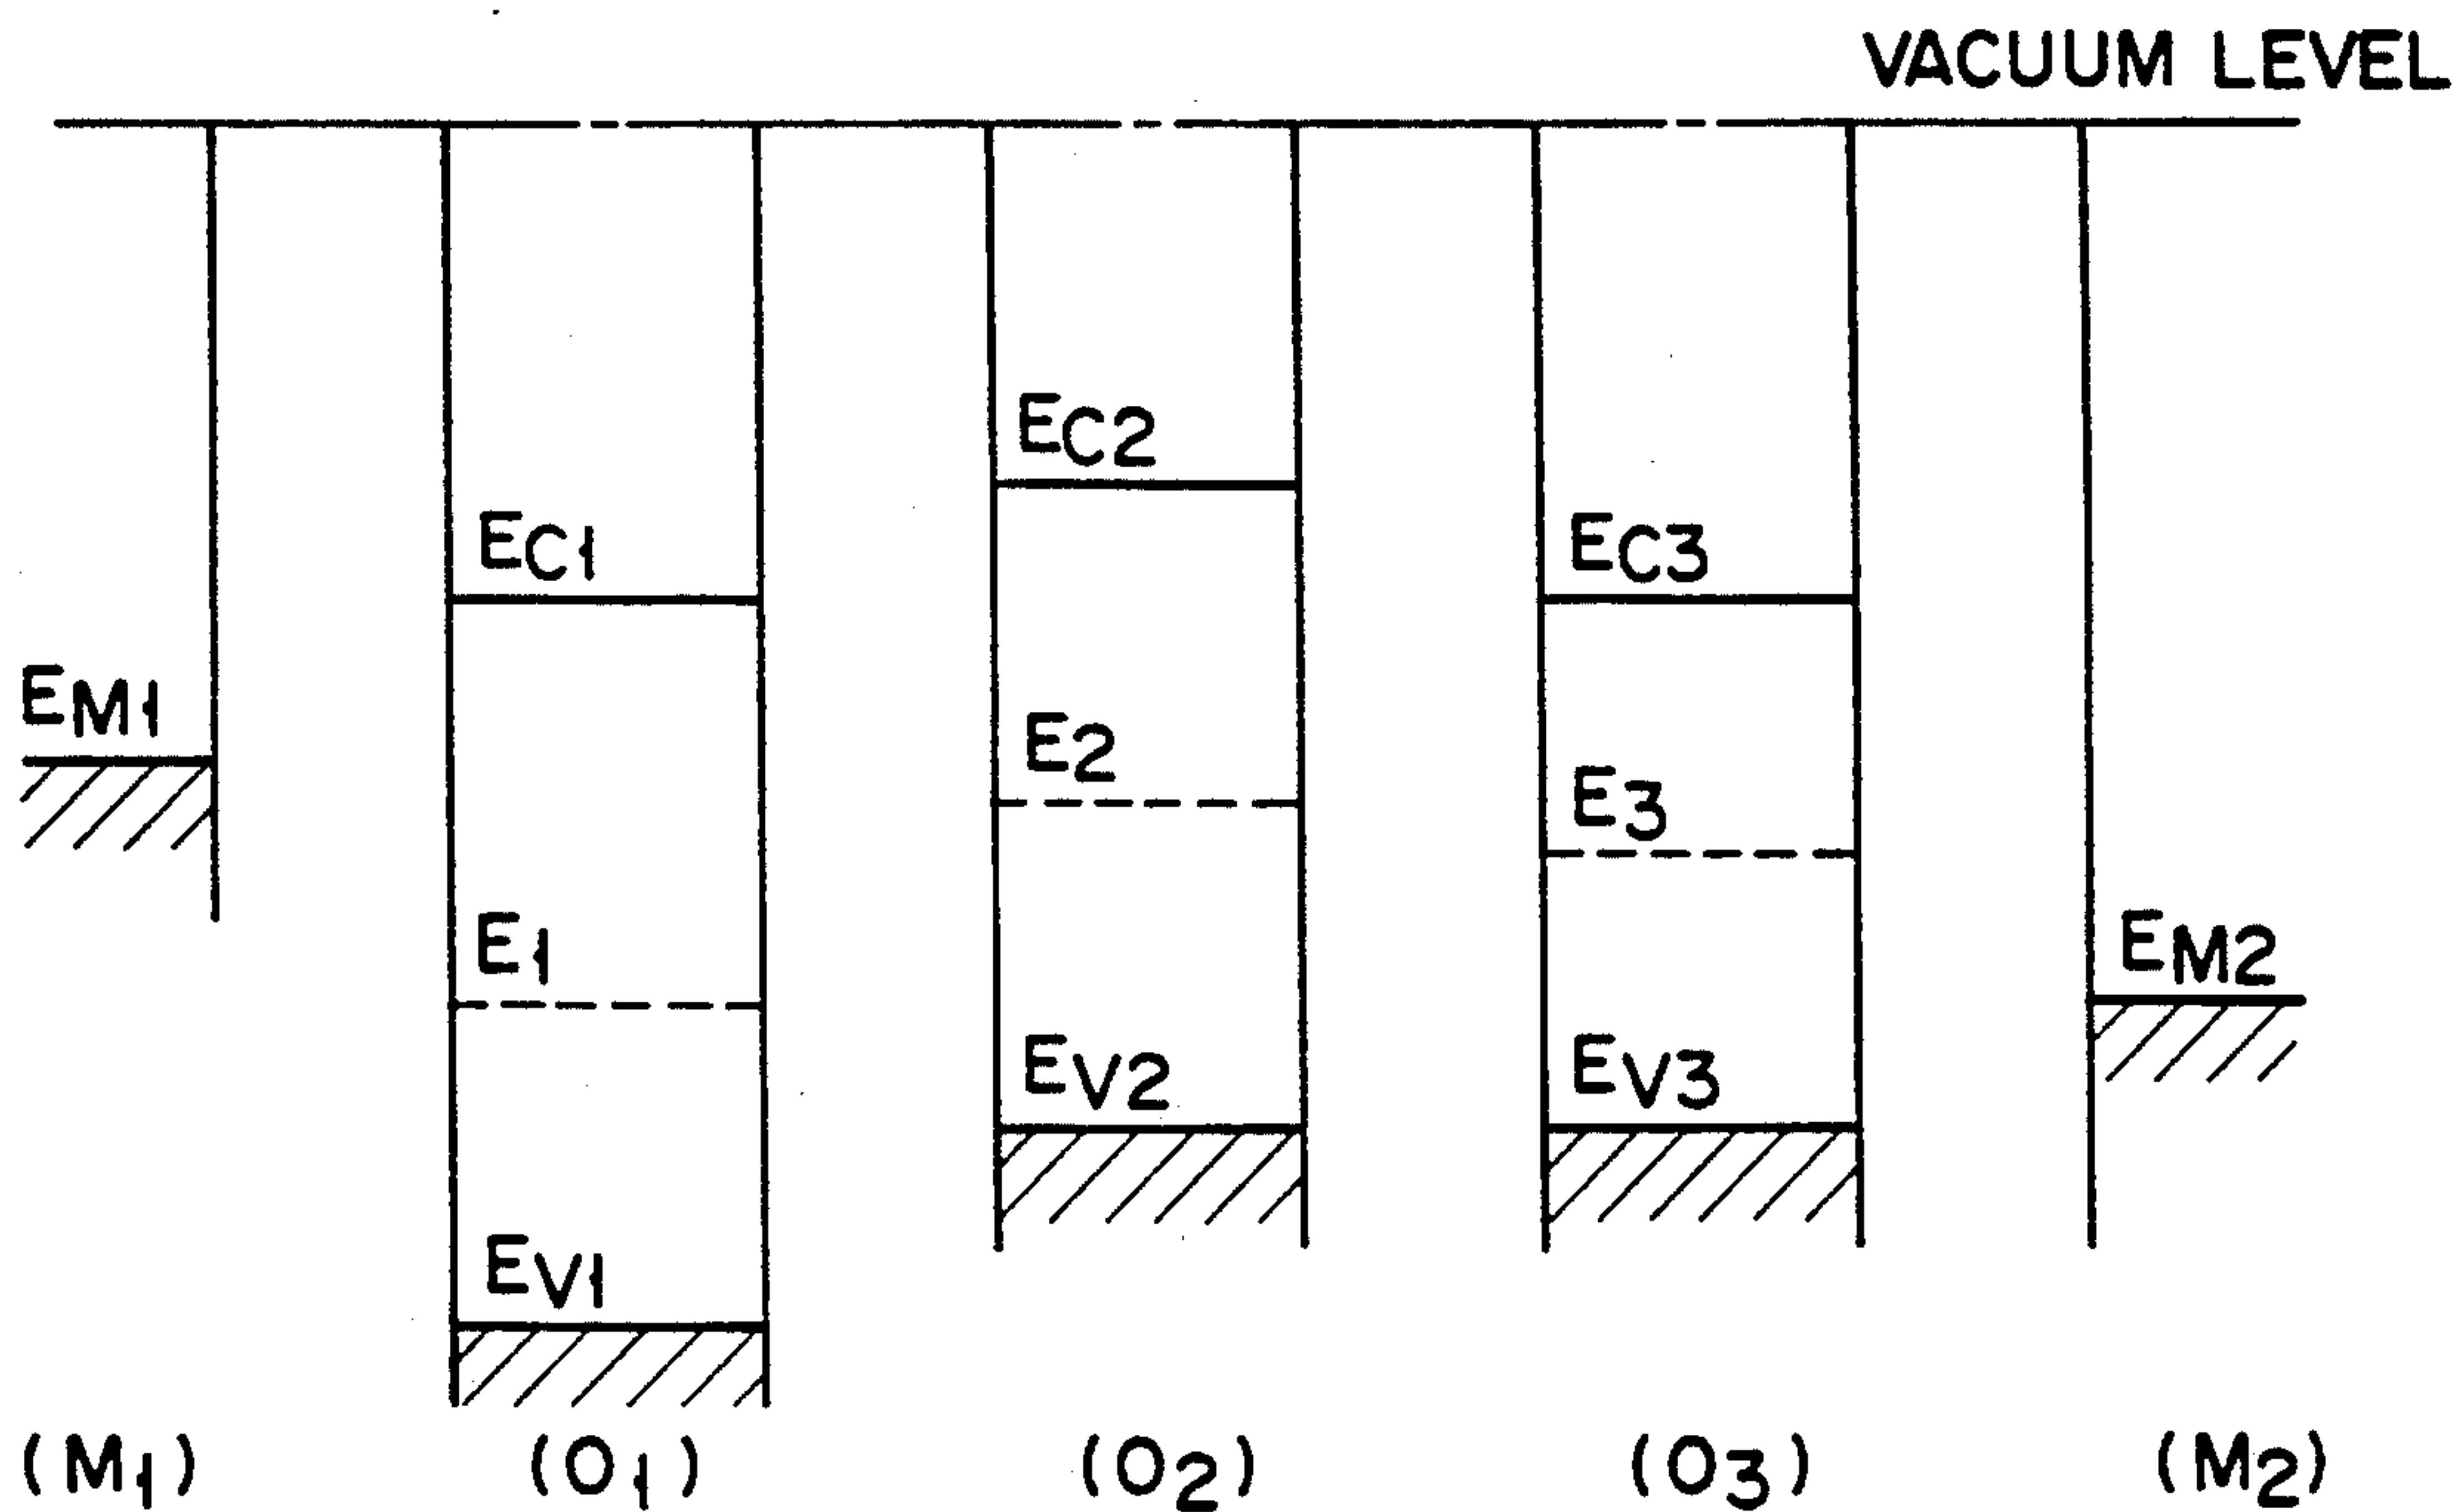 VACUUM LEVEL
EC2
EC1
EC3
EM1
E2
E3
E1
EM2
EV2
EV3
EV1
(M1)
(O1)
(O2)
(O3)
(M2)